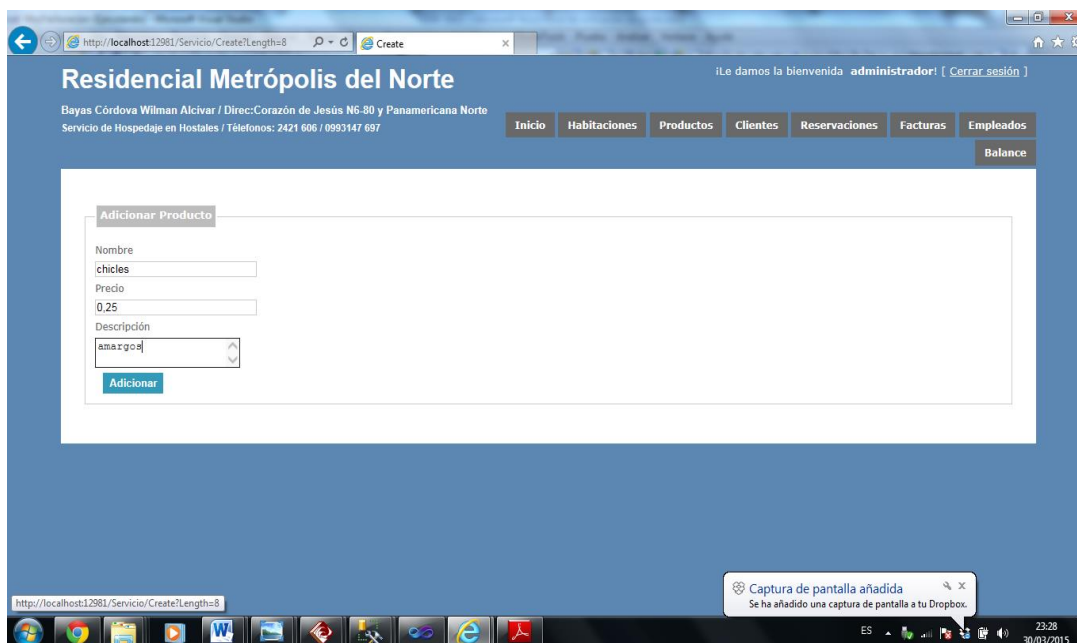 http://localhost:12981/Servicio/Create?Length=8
Create
Residencial Metrópolis del Norte
¡Le damos la bienvenida administrador! [ Cerrar sesión ]
Bayas Córdova Wilman Alcívar / Direc:Corazón de Jesús N6-80 y Panamericana Norte
Servicio de Hospedaje en Hostales / Télefonos: 2421 606 / 0993147 697
Inicio Habitaciones Productos Clientes Reservaciones Facturas Empleados
Balance
Adicionar Producto
Nombre
chicles
Precio
0,25
Descripción
amargos
Adicionar
Captura de pantalla añadida
Se ha añadido una captura de pantalla a tu Dropbox.
http://localhost:12981/Servicio/Create?Length=8
ES
23:28
30/03/2015